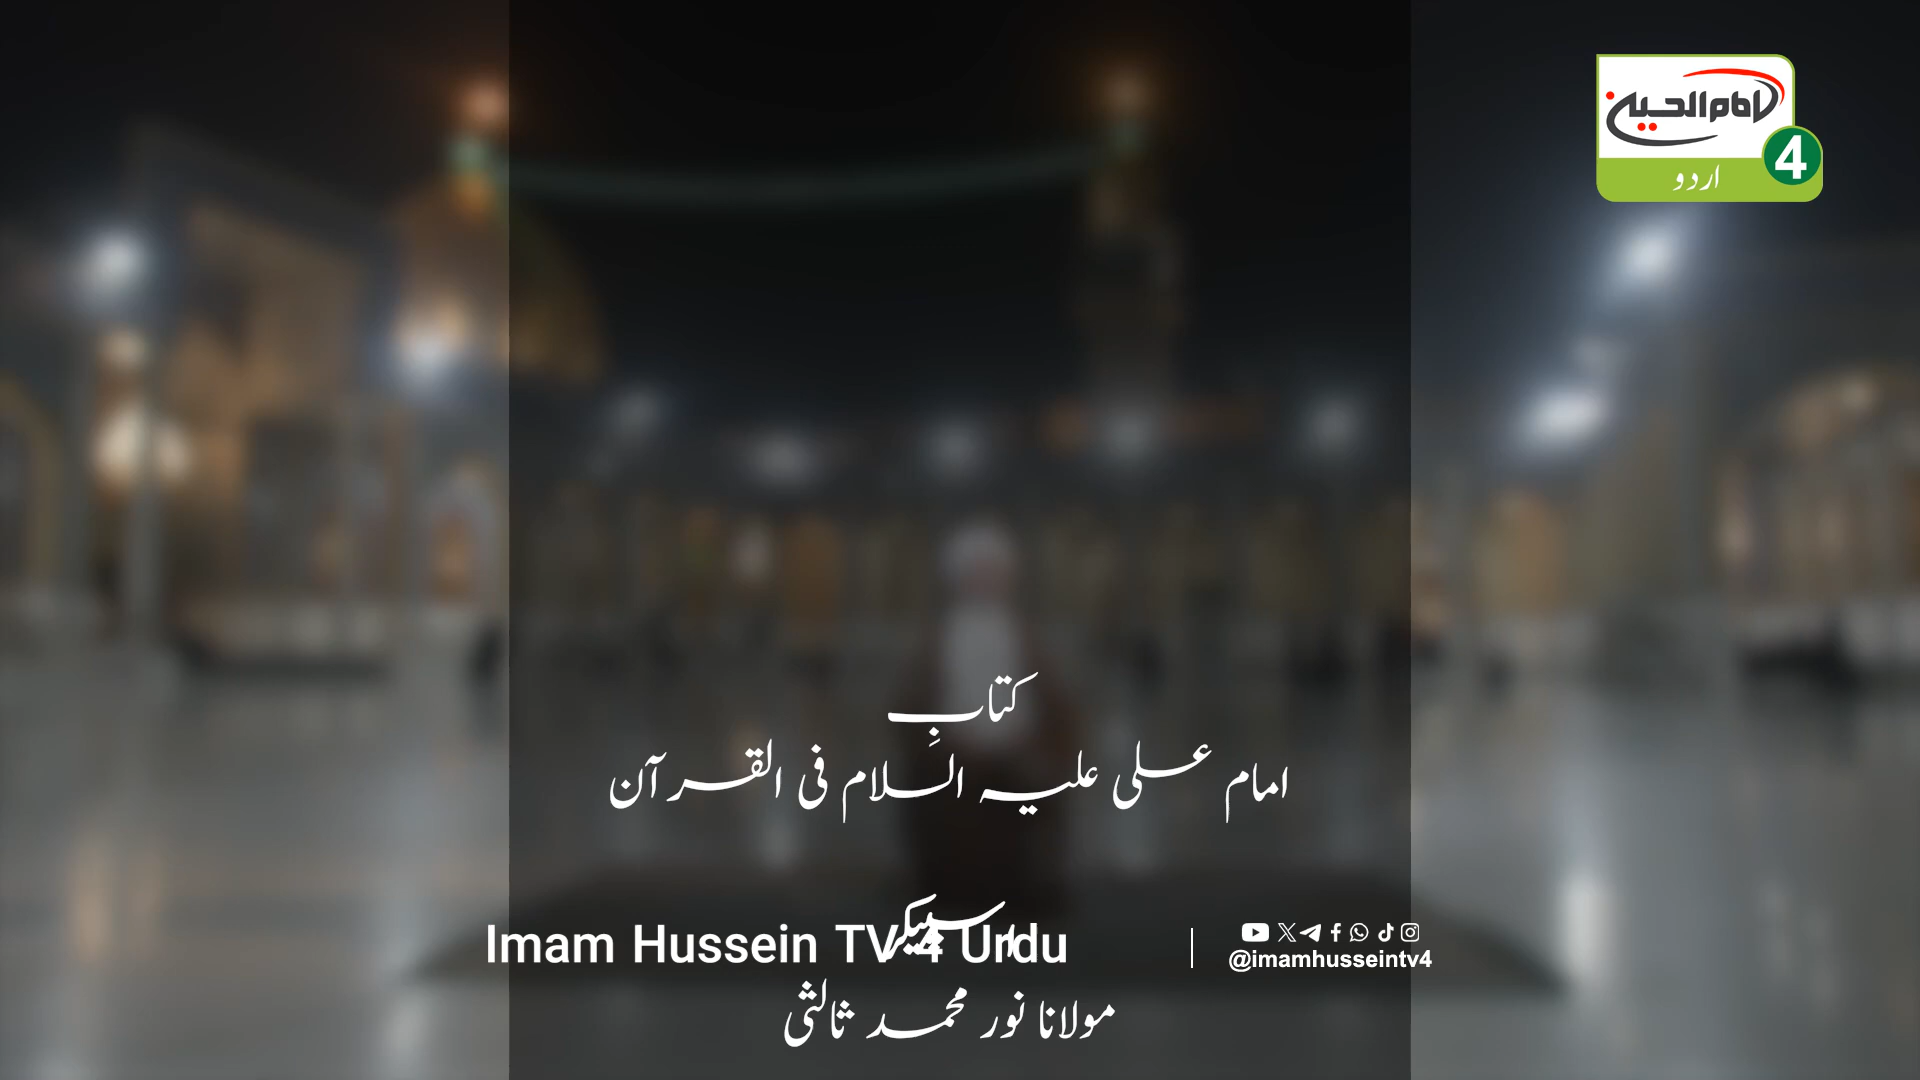 امام الحسین
4
اردو
کتابِ
امام علی علیہ السلام فی القرآن
اسپیکر
Imam Hussein TV 4 Urdu
@imamhusseintv4
مولانا نور محمد ثالثی